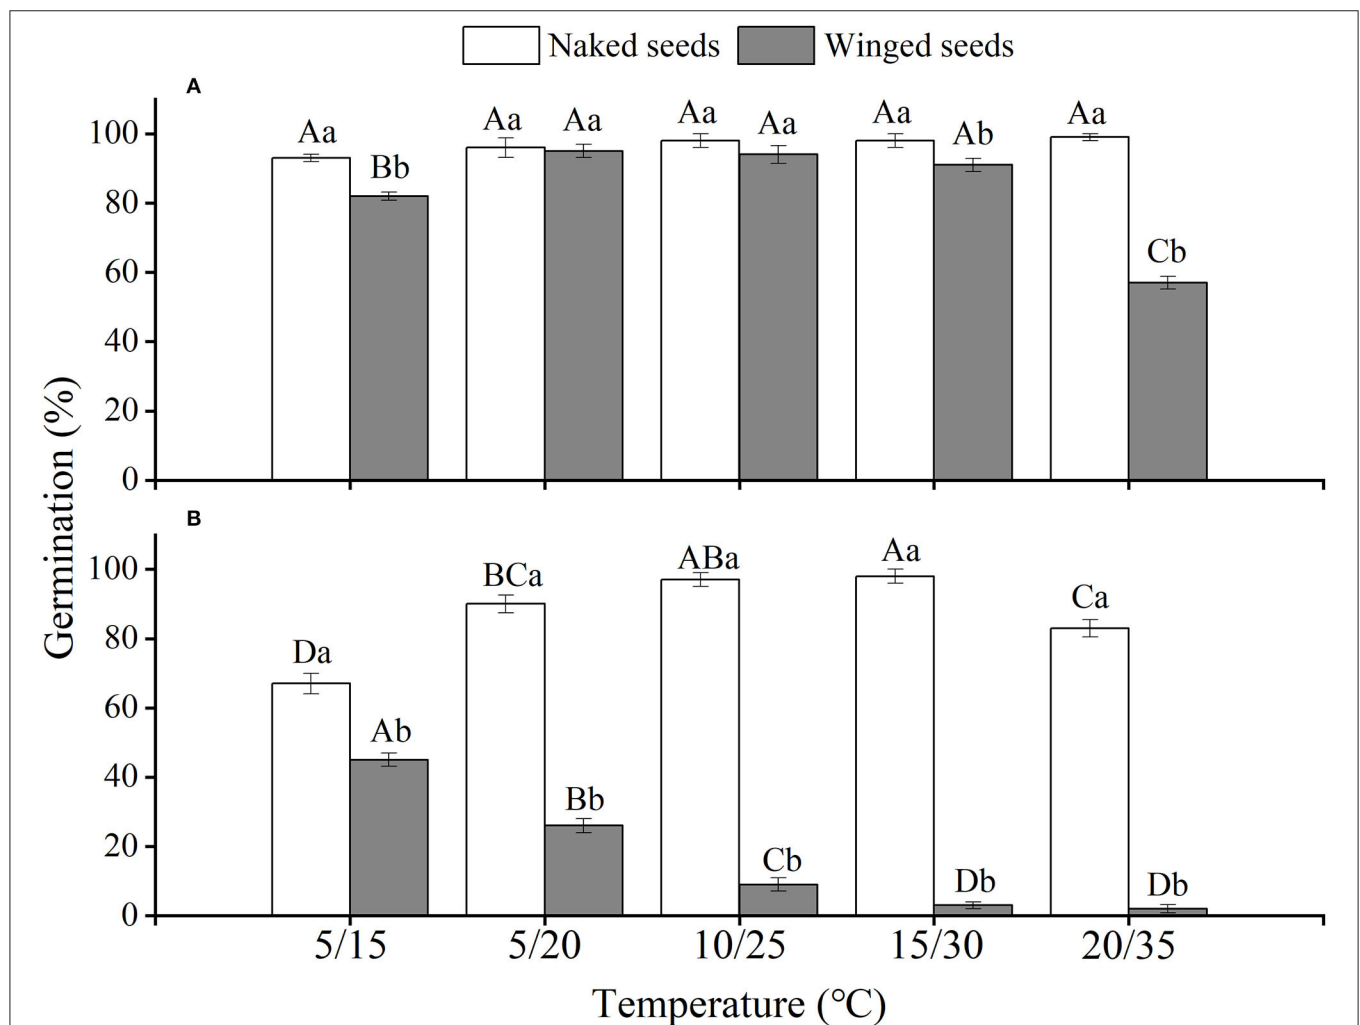 Naked seeds Winged seeds
A
Germination (%)
100
80
60
40
20
0
Aa Bb Aa Aa Aa Aa Aa Ab Aa Cb
B
100
80
60
40
20
0
Da Ab BCa Bb ABa Cb Aa Db Ca Db
5/15 5/20 10/25 15/30 20/35
Temperature (°C)